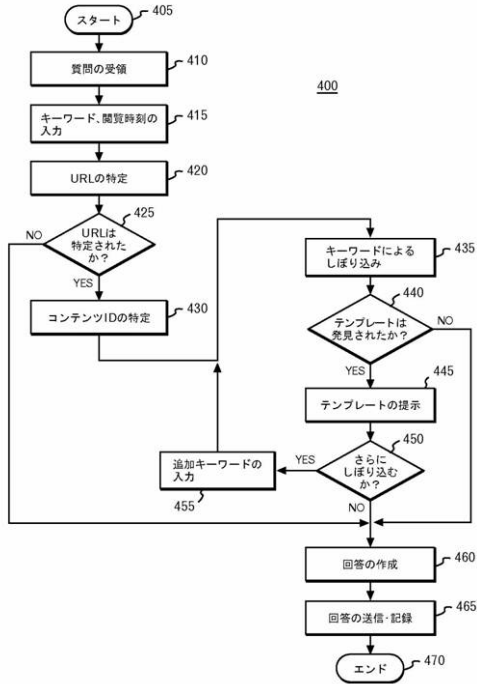 スタート
405
質問の受領
410
400
キーワード、閲覧時刻の
入力
415
URLの特定
420
425
NO
URLは
特定された
か?
YES
コンテンツIDの特定
430
キーワードによる
しぼり込み
435
440
テンプレートは
発見されたか?
NO
YES
445
テンプレートの提示
450
さらに
しぼり込む
か?
YES
NO
追加キーワードの
入力
455
回答の作成
460
回答の送信・記録
465
エンド
470